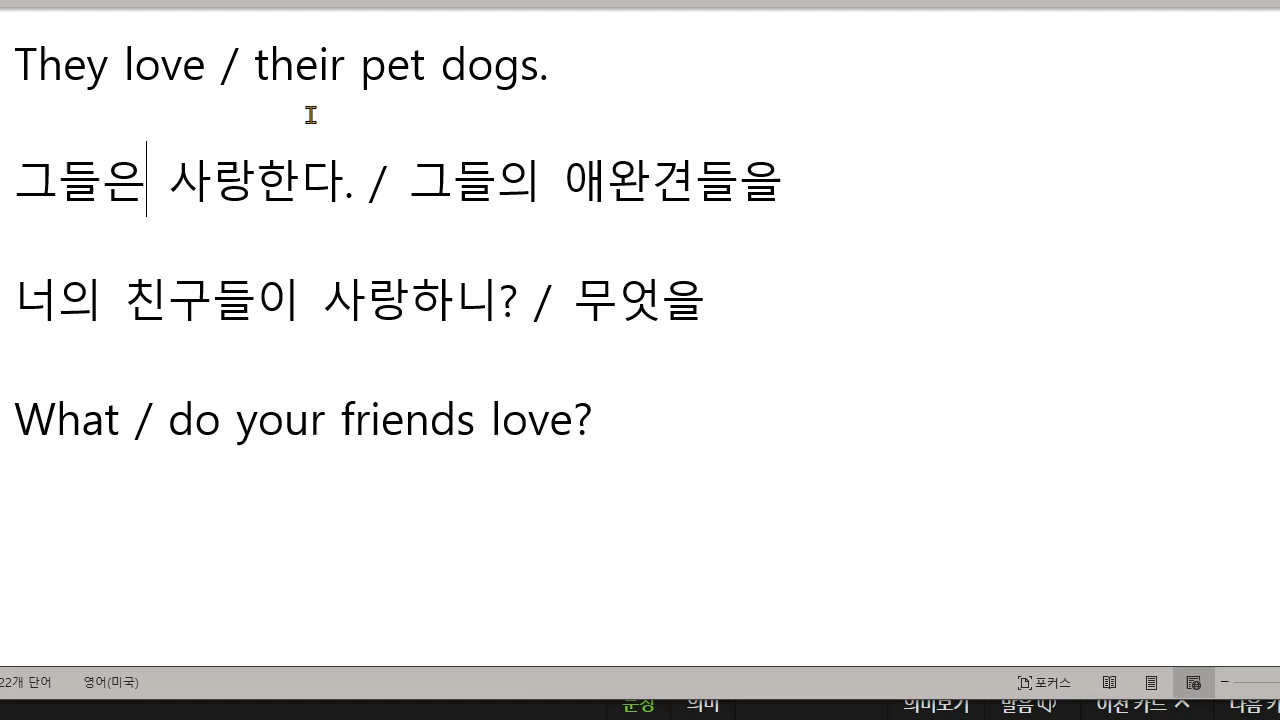 They love / their pet dogs.
그들은 사랑한다. / 그들의 애완견들을
너의 친구들이 사랑하니? / 무엇을
What / do your friends love?
22개 단어 영어(미국) 포커스
문장 의미 의미보기 발음 이전 카드 다음 카